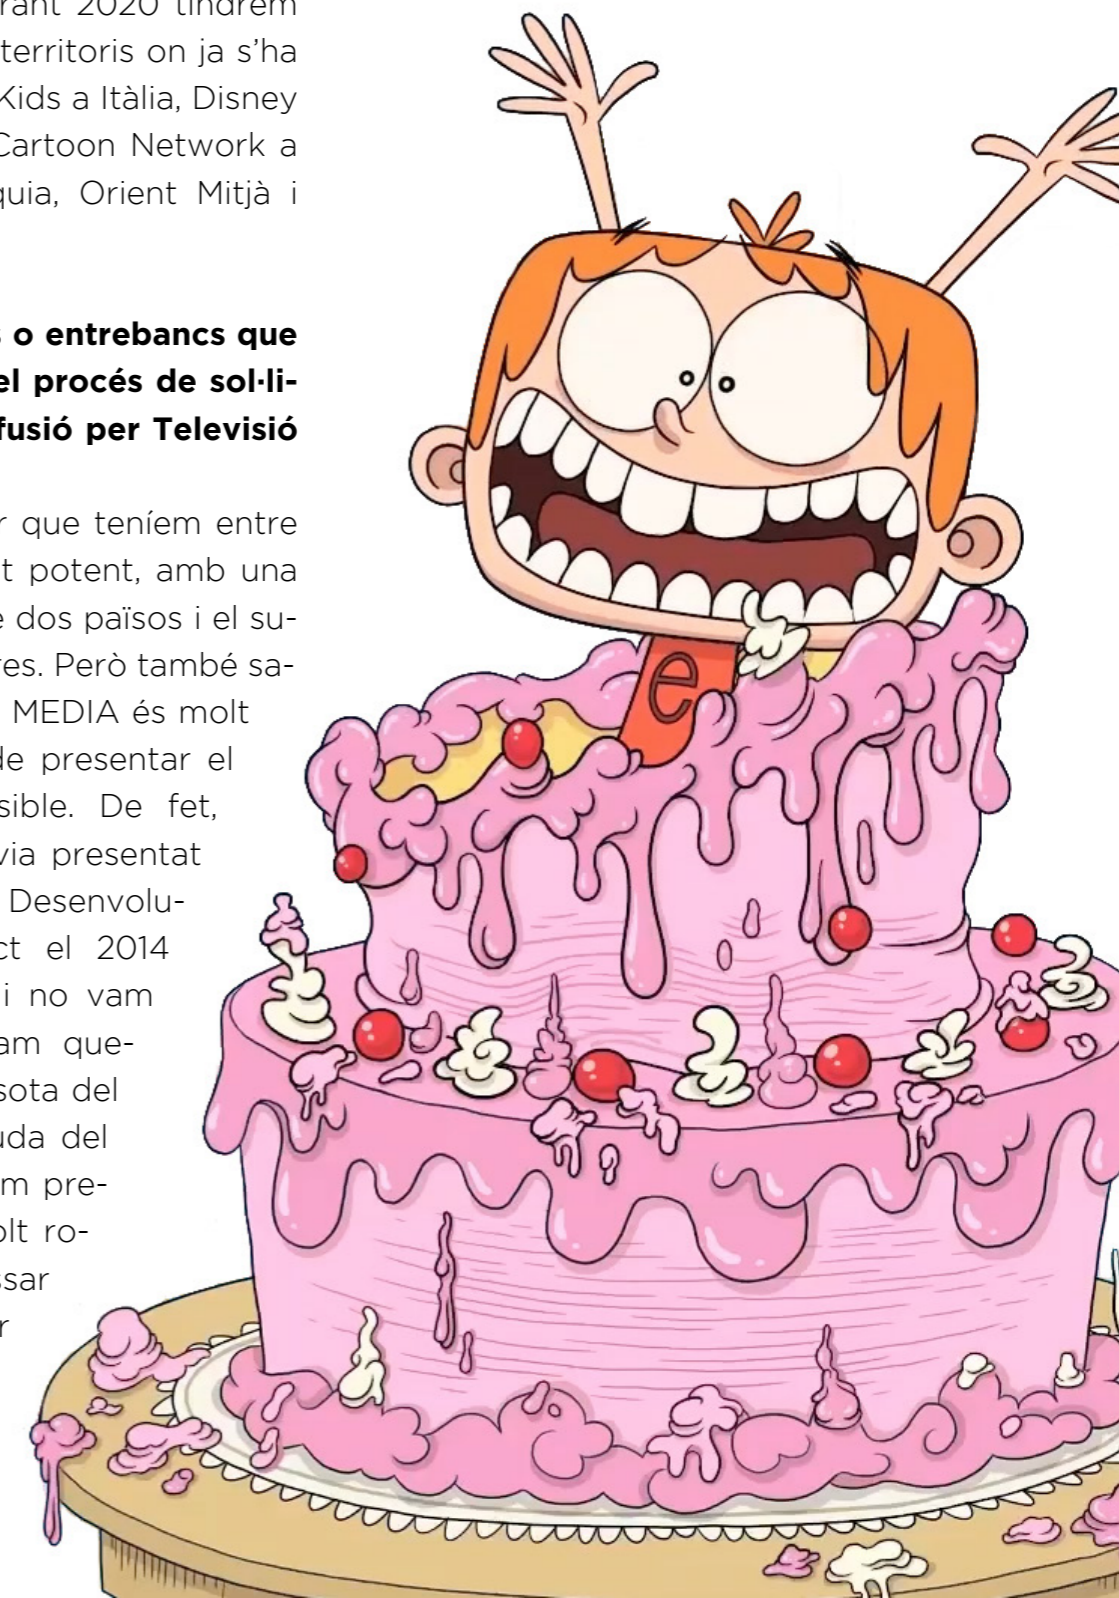 rant 2020 tindrem
territoris on ja s’ha
Kids a Itàlia, Disney
Cartoon Network a
quia, Orient Mitjà i
s o entrebancs que
el procés de sol·li-
fusió per Televisió
r que teníem entre
t potent, amb una
e dos països i el su-
res. Però també sa-
MEDIA és molt
de presentar el
sible. De fet,
via presentat
Desenvolu-
ct el 2014
i no vam
am que-
sota del
uda del
m pre-
olt ro-
ssar
r
e